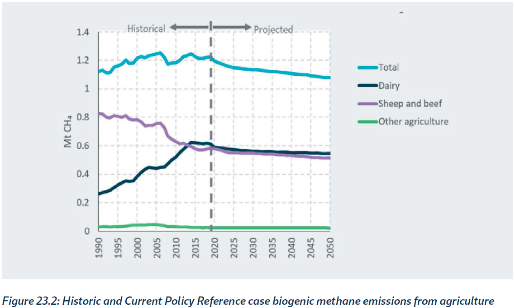 Historical
Projected
1.4
1.2
1
0.8
0.6
0.4
0.2
0
Mt CH₄
Total
Dairy
Sheep and beef
Other agriculture
1990 1995 2000 2005 2010 2015 2020 2025 2030 2035 2040 2045 2050
Figure 23.2: Historic and Current Policy Reference case biogenic methane emissions from agriculture